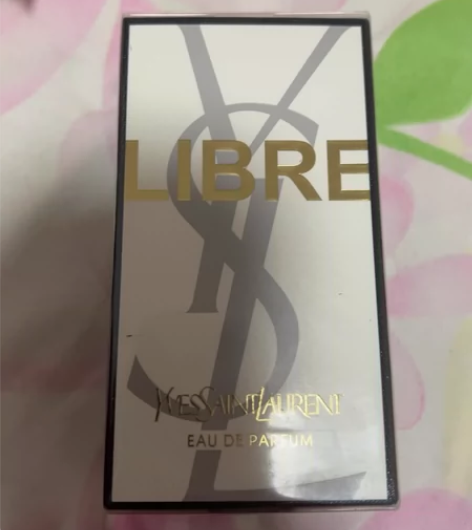 LIBRE
YVESSAINTLAURENT
EAU DE PARFUM